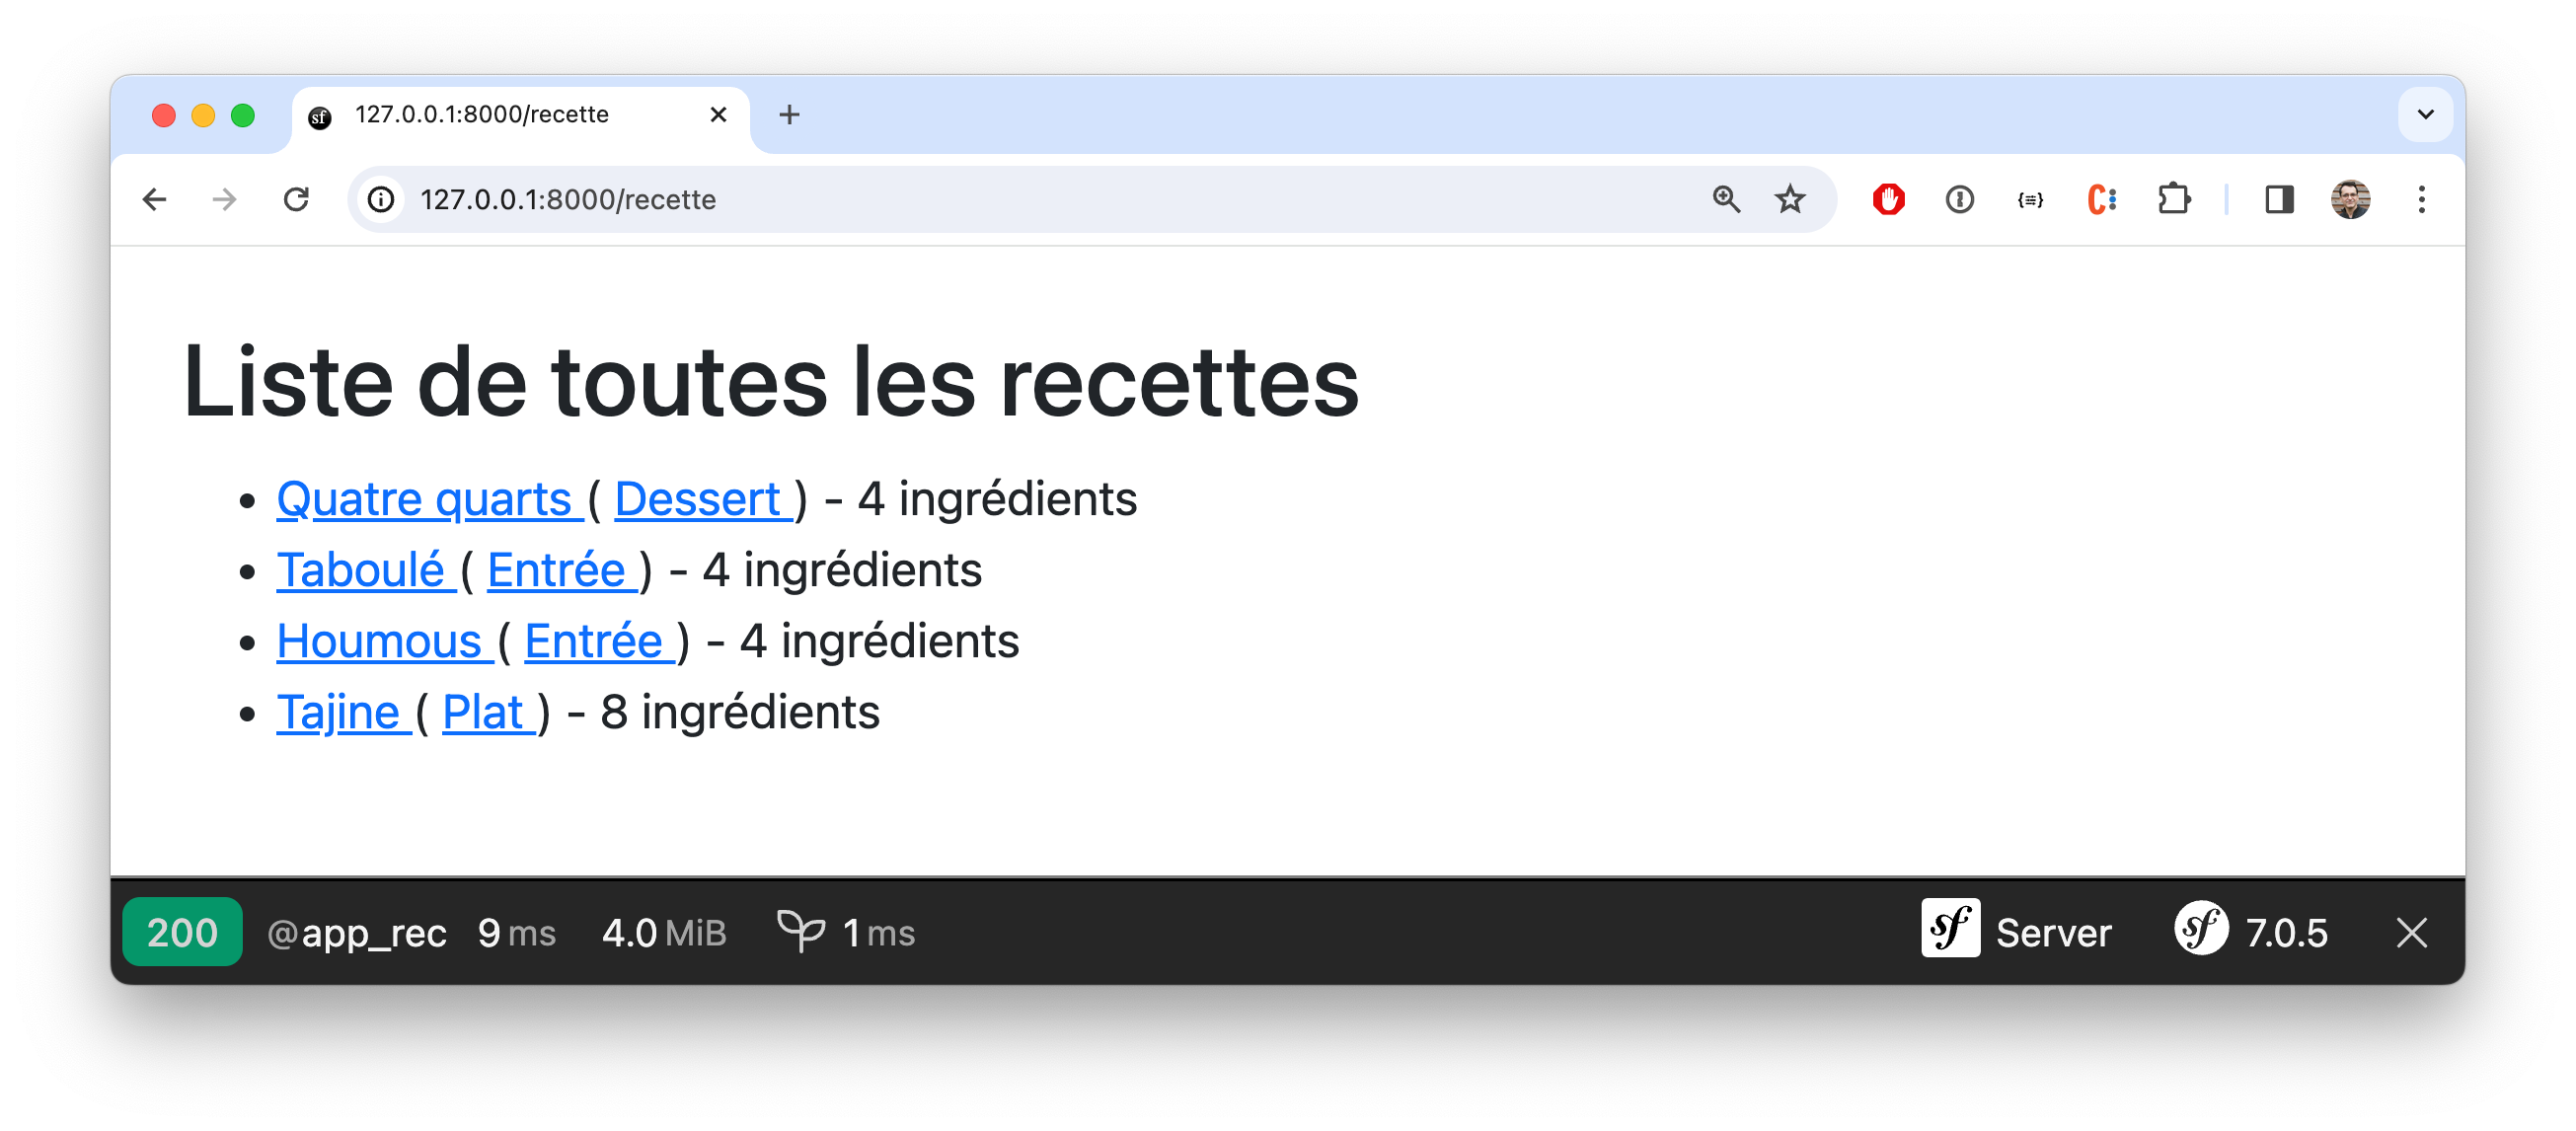 127.0.0.1:8000/recette
127.0.0.1:8000/recette
Liste de toutes les recettes
• Quatre quarts ( Dessert ) - 4 ingrédients
• Taboulé ( Entrée ) - 4 ingrédients
• Houmous ( Entrée ) - 4 ingrédients
• Tajine ( Plat ) - 8 ingrédients
200 @app_rec 9 ms 4.0 MiB 1 ms sf Server sf 7.0.5